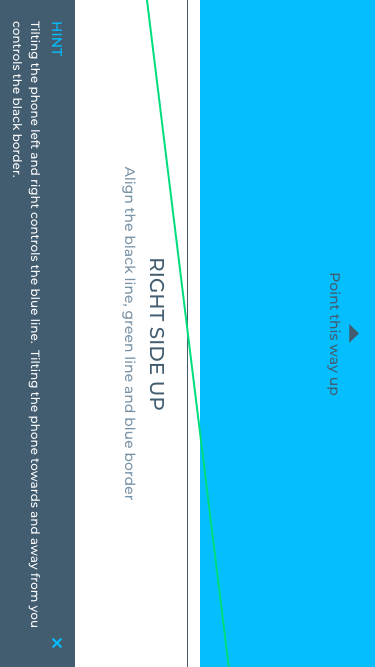 Point this way up
RIGHT SIDE UP
Align the black line, green line and blue border
HINT
Tilting the phone left and right controls the blue line. Tilting the phone towards and away from you
controls the black border.